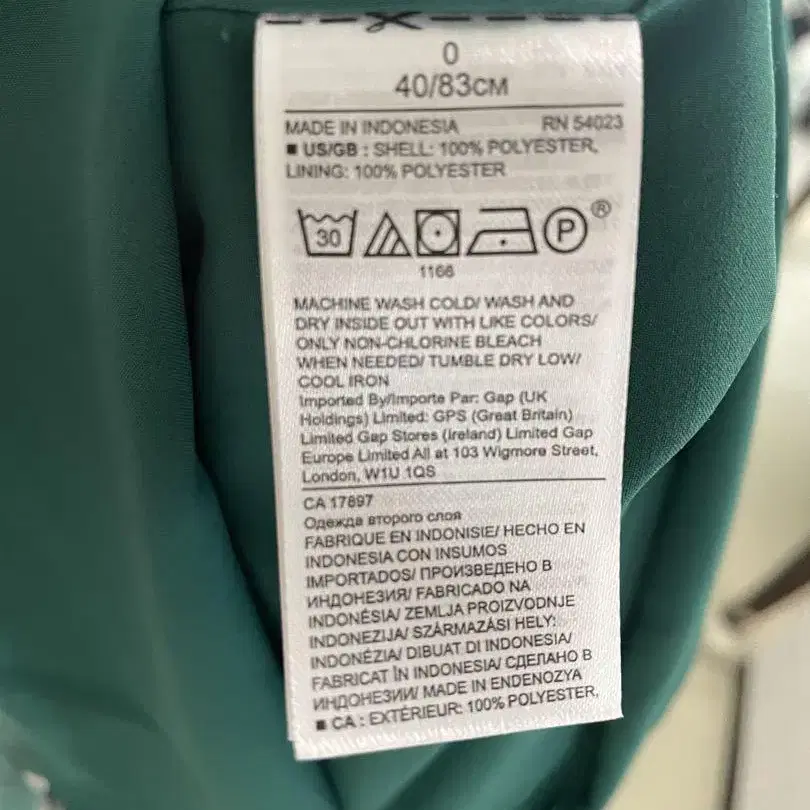 0
40/83CM
MADE IN INDONESIA RN 54023
■ US/GB : SHELL: 100% POLYESTER,
LINING: 100% POLYESTER
30 P ®
1166
MACHINE WASH COLD/ WASH AND
DRY INSIDE OUT WITH LIKE COLORS/
ONLY NON-CHLORINE BLEACH
WHEN NEEDED/ TUMBLE DRY LOW/
COOL IRON
Imported By/Importe Par: Gap (UK
Holdings) Limited: GPS (Great Britain)
Limited Gap Stores (Ireland) Limited Gap
Europe Limited All at 103 Wigmore Street,
London, W1U 1QS
CA 17897
Одежда второго слоя
FABRIQUE EN INDONISIE/ HECHO EN
INDONESIA CON INSUMOS
IMPORTADOS/ ПРОИЗВЕДЕНО В
ИНДОНЕЗИЯ/ FABRICADO NA
INDONÉSIA/ ZEMLJA PROIZVODNJE
INDONEZIJA/ SZÁRMAZÁSI HELY:
INDONÉZIA/ DIBUAT DI INDONESIA/
FABRICAT ÎN INDONESIA/ СДЕЛАНО В
ИНДОНЕЗИИ/ MADE IN ENDENOZYA
■ CA : EXTÉRIEUR: 100% POLYESTER,